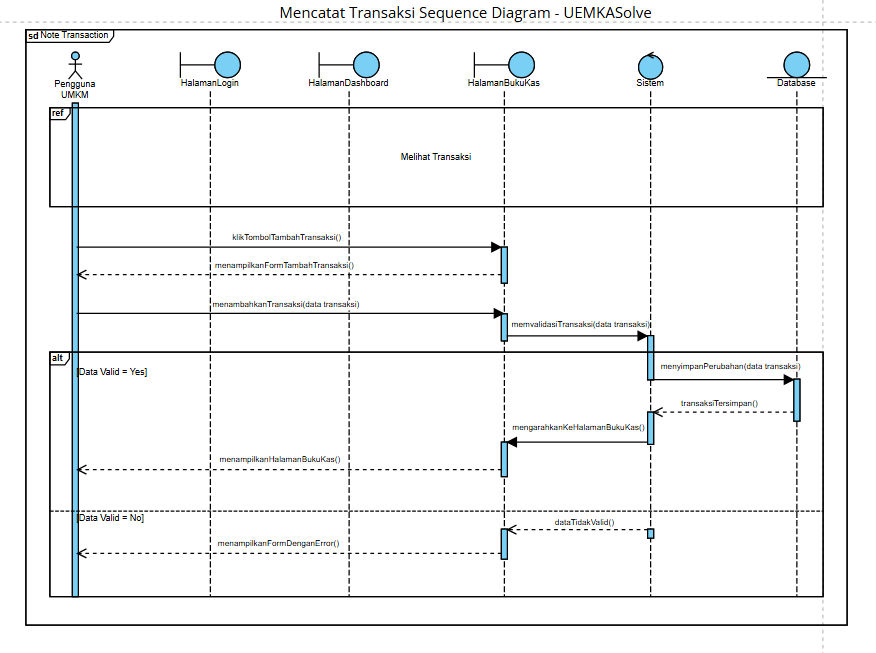 Mencatat Transaksi Sequence Diagram - UEMKASolve
sd Note Transaction
Pengguna
UMKM
HalamanLogin
HalamanDashboard
HalamanBukuKas
Sistem
Database
ref
Melihat Transaksi
klikTombolTambahTransaksi()
menampilkanFormTambahTransaksi()
menambahkanTransaksi(data transaksi)
memvalidasiTransaksi(data transaksi)
alt
[Data Valid = Yes]
menyimpanPerubahan(data transaksi)
transaksiTersimpan()
mengarahkanKeHalamanBukuKas()
menampilkanHalamanBukuKas()
[Data Valid = No]
dataTidakValid()
menampilkanFormDenganError()